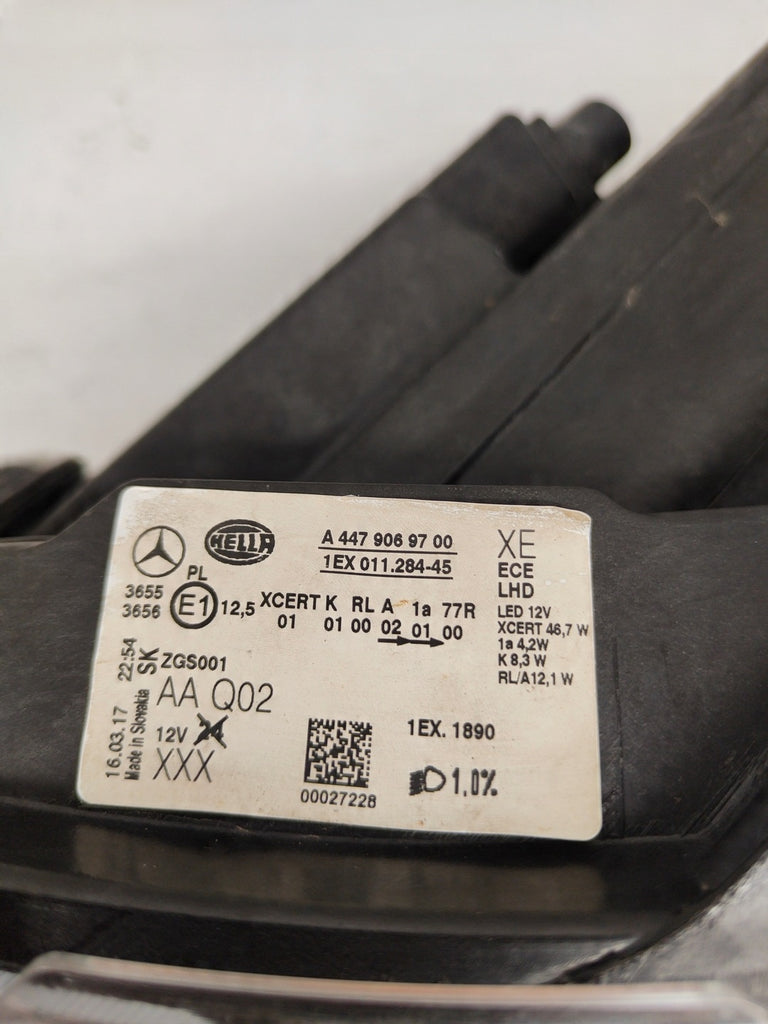 HELLA
A 447 906 97 00
1EX 011.284-45
XE
ECE
LHD
PL
3655
3656
E1
12,5
XCERT K RL A 1a 77R
01 01 00 02 01 00
LED 12V
XCERT 46,7 W
1a 4,2W
K 8,3 W
RL/A12,1 W
16.03.17 22:54
Made in Slovakia
SK
ZGS001
AA Q02
12V 24
XXX
00027228
1EX. 1890
1,0%